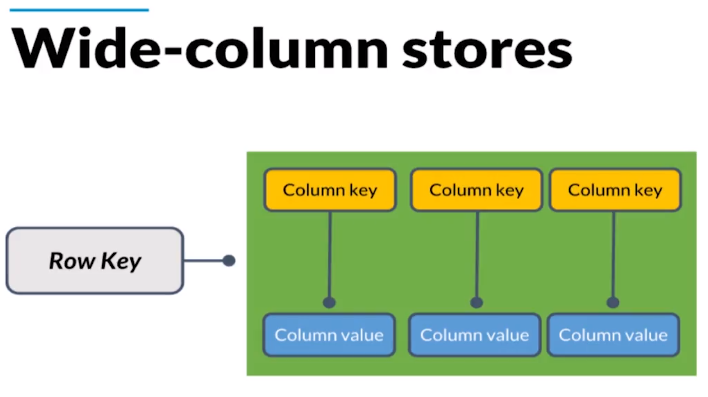 Wide-column stores
Column key Column key Column key
Row Key
Column value Column value Column value